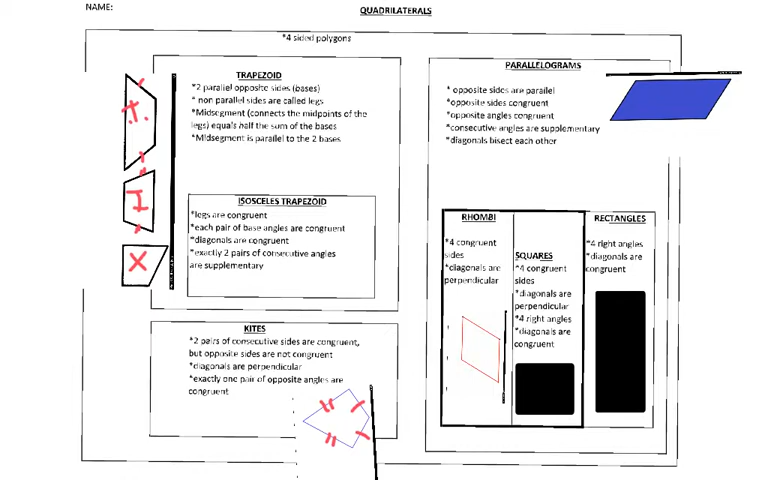 NAME:
QUADRILATERALS
*4 sided polygons
TRAPEZOID
*2 parallel opposite sides (bases)
* non parallel sides are called legs
*Midsegment (connects the midpoints of the
legs) equals half the sum of the bases
*Midsegment is parallel to the 2 bases
ISOSCELES TRAPEZOID
*legs are congruent
*each pair of base angles are congruent
*diagonals are congruent
*exactly 2 pairs of consecutive angles
are supplementary
KITES
*2 pairs of consecutive sides are congruent,
but opposite sides are not congruent
*diagonals are perpendicular
*exactly one pair of opposite angles are
congruent
PARALLELOGRAMS
* opposite sides are parallel
*opposite sides congruent
*opposite angles congruent
*consecutive angles are supplementary
*diagonals bisect each other
RHOMBI
*4 congruent
sides
*diagonals are
perpendicular
SQUARES
*4 congruent
sides
*diagonals are
perpendicular
*4 right angles
*diagonals are
congruent
RECTANGLES
*4 right angles
*diagonals are
congruent